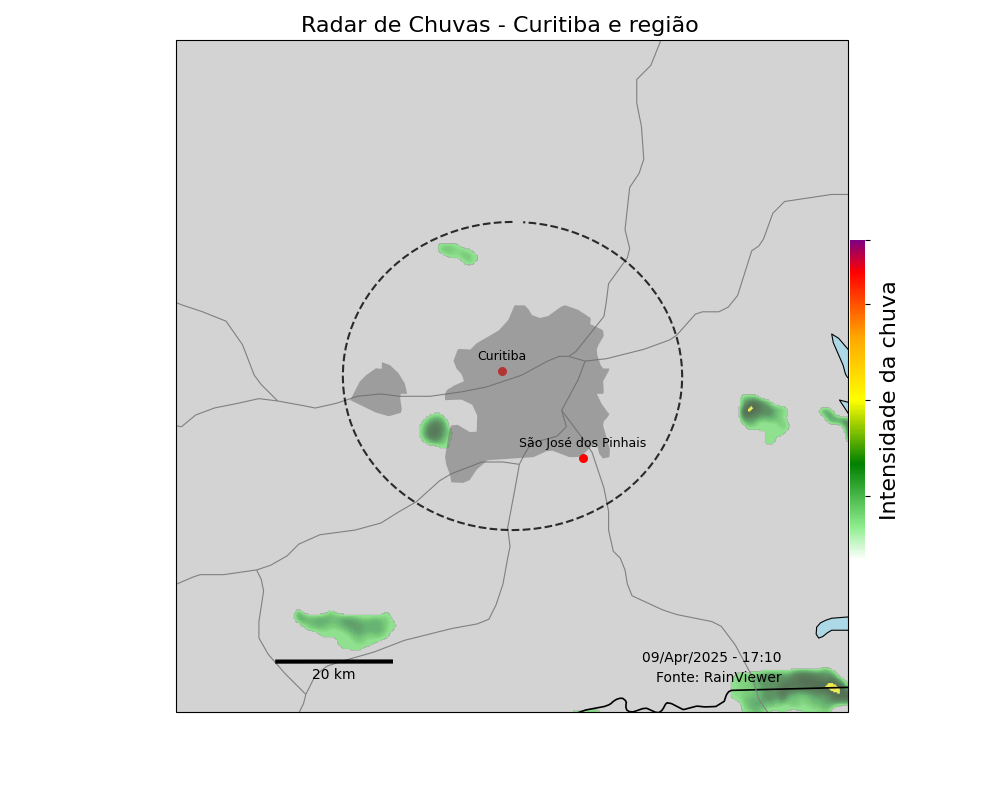 Radar de Chuvas - Curitiba e região
Curitiba
São José dos Pinhais
Intensidade da chuva
20 km
09/Apr/2025 - 17:10
Fonte: RainViewer